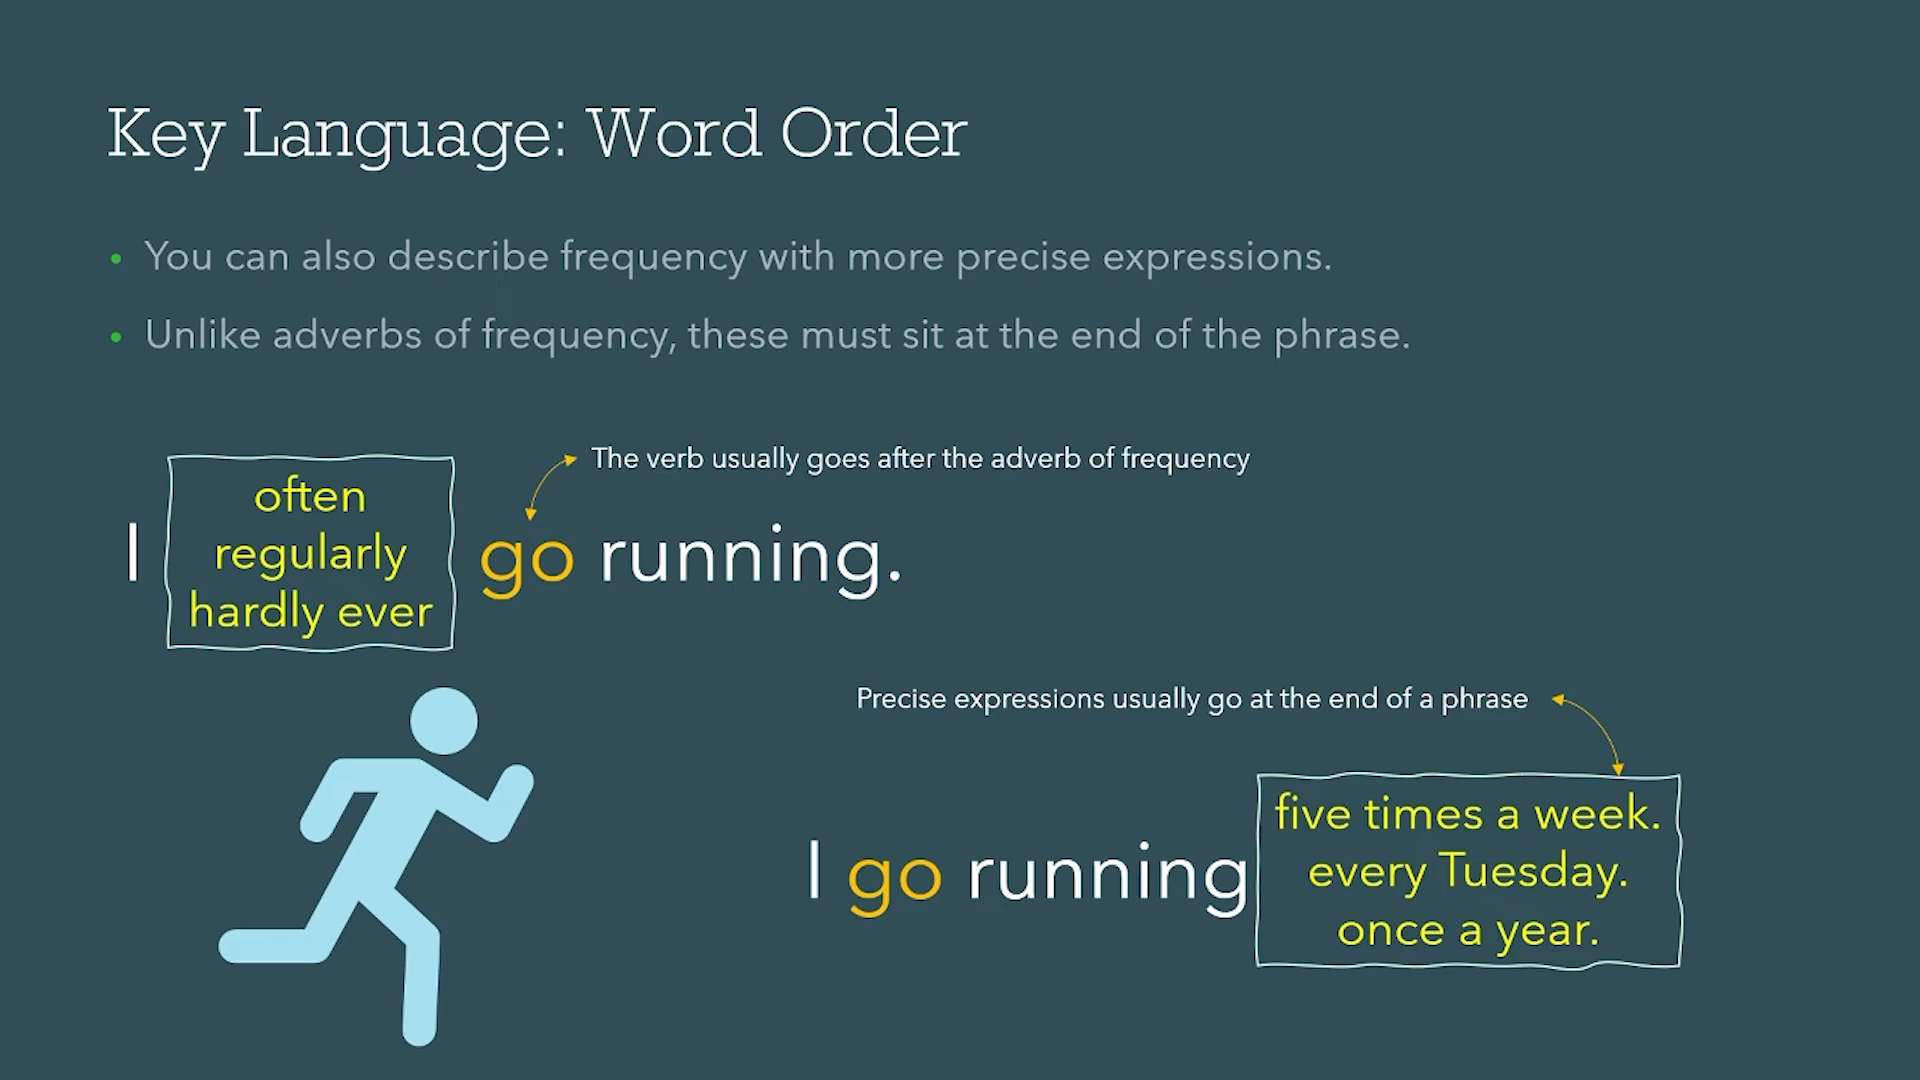 Key Language: Word Order
• You can also describe frequency with more precise expressions.
• Unlike adverbs of frequency, these must sit at the end of the phrase.
The verb usually goes after the adverb of frequency
often
regularly
hardly ever
I go running.
Precise expressions usually go at the end of a phrase
I go running
five times a week.
every Tuesday.
once a year.